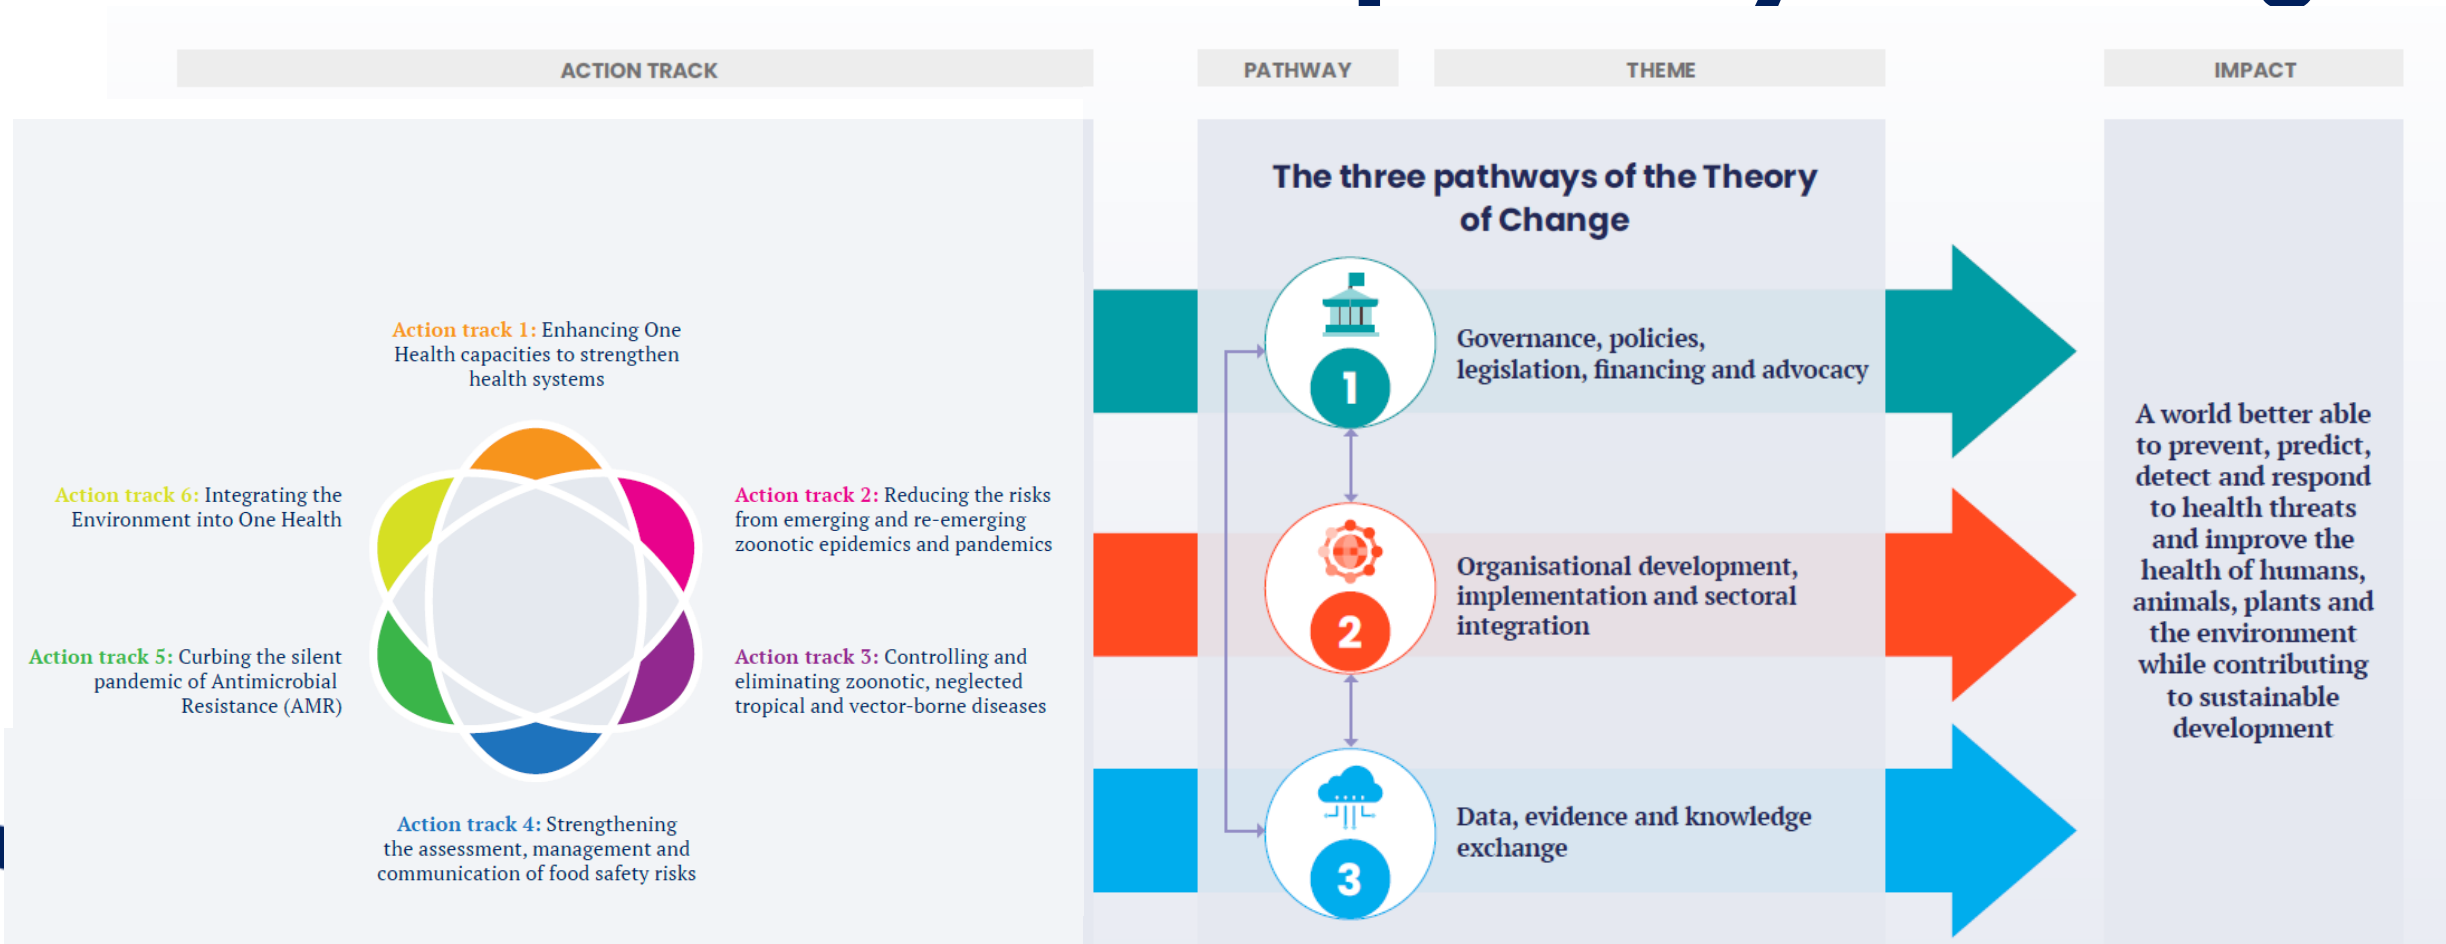 ACTION TRACK
PATHWAY
THEME
IMPACT
Action track 1: Enhancing One
Health capacities to strengthen
health systems
Action track 6: Integrating the
Environment into One Health
Action track 2: Reducing the risks
from emerging and re-emerging
zoonotic epidemics and pandemics
Action track 5: Curbing the silent
pandemic of Antimicrobial
Resistance (AMR)
Action track 3: Controlling and
eliminating zoonotic, neglected
tropical and vector-borne diseases
Action track 4: Strengthening
the assessment, management and
communication of food safety risks
The three pathways of the Theory
of Change
1
Governance, policies,
legislation, financing and advocacy
2
Organisational development,
implementation and sectoral
integration
3
Data, evidence and knowledge
exchange
A world better able
to prevent, predict,
detect and respond
to health threats
and improve the
health of humans,
animals, plants and
the environment
while contributing
to sustainable
development